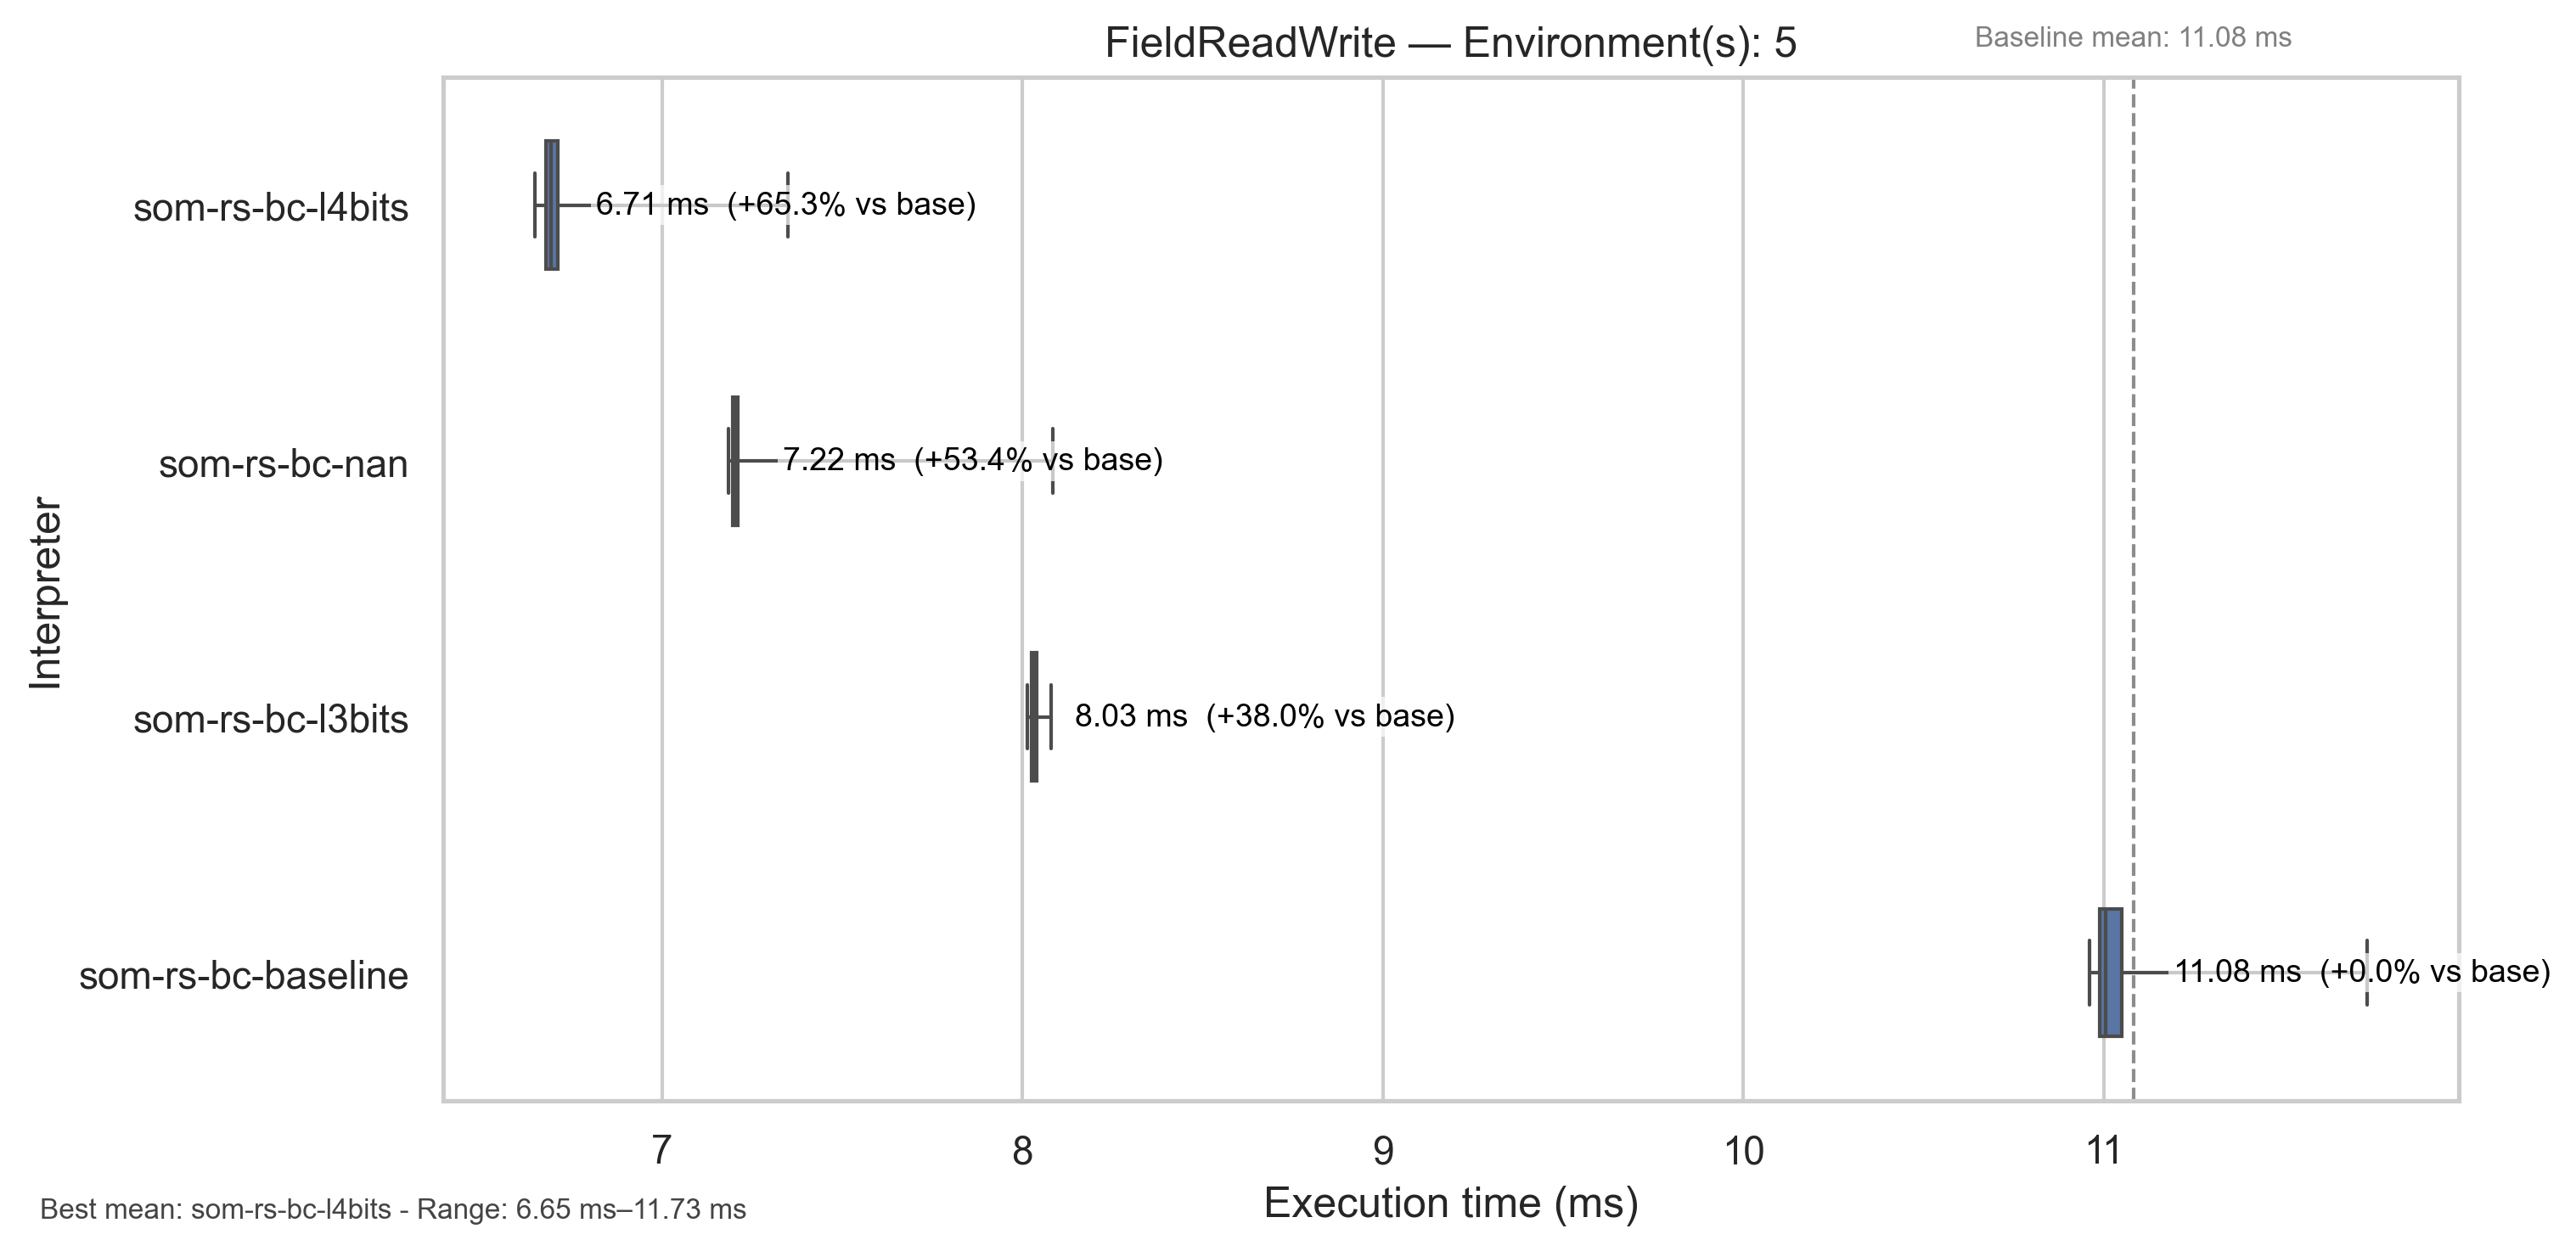 FieldReadWrite — Environment(s): 5
Baseline mean: 11.08 ms
Interpreter
som-rs-bc-l4bits
6.71 ms (+65.3% vs base)
som-rs-bc-nan
7.22 ms (+53.4% vs base)
som-rs-bc-l3bits
8.03 ms (+38.0% vs base)
som-rs-bc-baseline
11.08 ms (+0.0% vs base)
7 8 9 10 11
Execution time (ms)
Best mean: som-rs-bc-l4bits - Range: 6.65 ms–11.73 ms